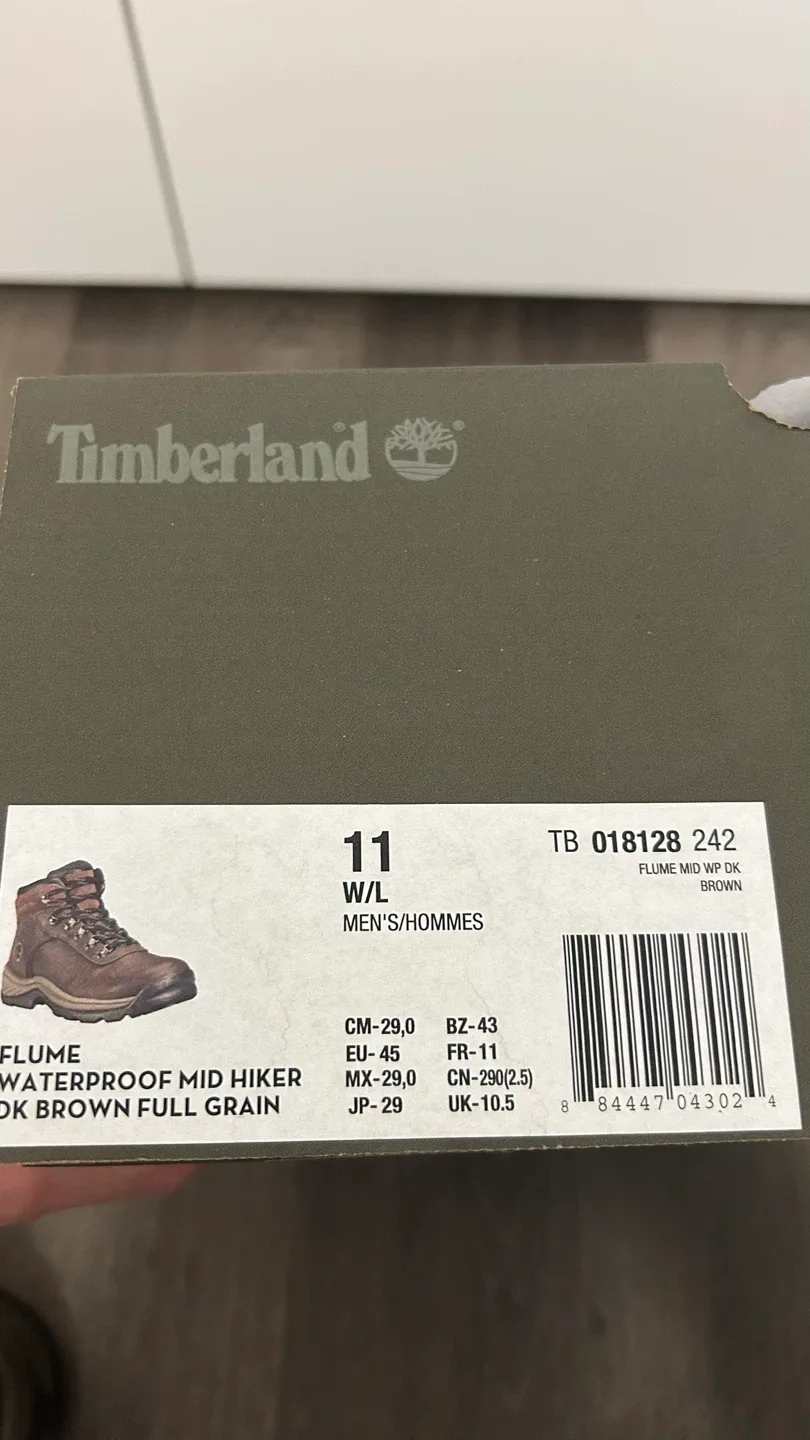 Timberland
11
W/L
MEN'S/HOMMES
TB 018128 242
FLUME MID WP DK
BROWN
FLUME
WATERPROOF MID HIKER
DK BROWN FULL GRAIN
CM-29,0 BZ-43
EU- 45 FR-11
MX-29,0 CN-290(2.5)
JP- 29 UK-10.5
8 84447 04302 4